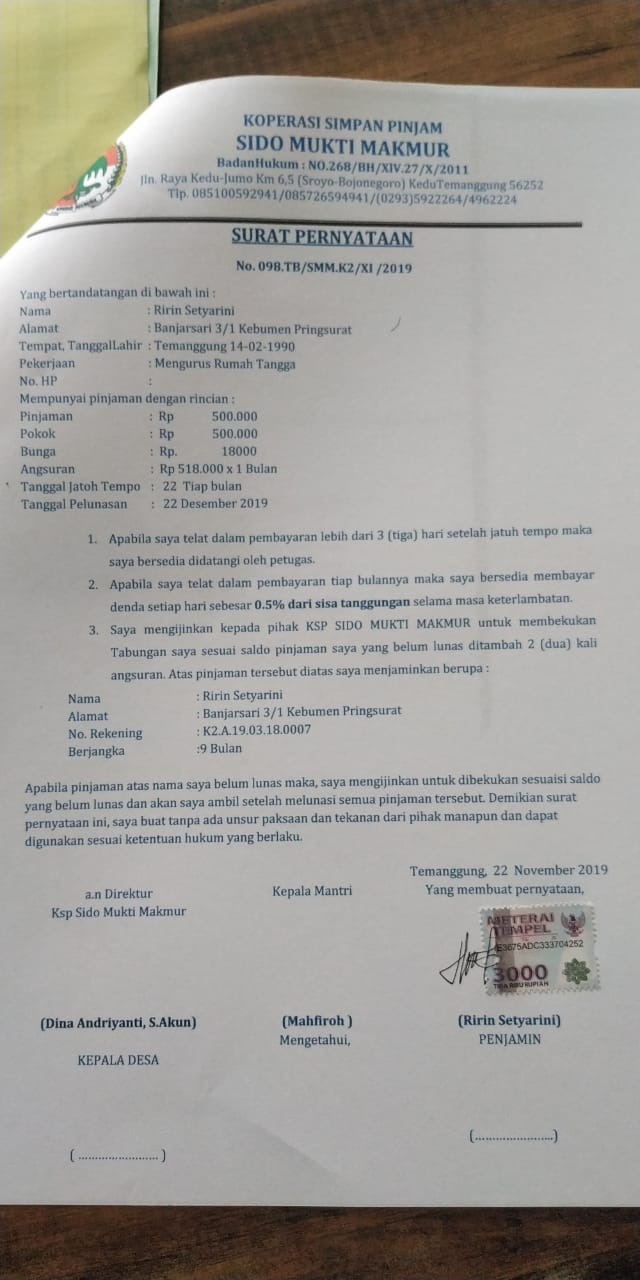 KOPERASI SIMPAN PINJAM
SIDO MUKTI MAKMUR
BadanHukum : NO.268/BH/XIV.27/X/2011
Jln. Raya Kedu-Jumo Km 6,5 (Sroyo-Bojonegoro) KeduTemanggung 56252
Tlp. 085100592941/085726594941/(0293)5922264/4962224
SURAT PERNYATAAN
No. 098.TB/SMM.K2/XI /2019
Yang bertandatangan di bawah ini :
Nama : Ririn Setyarini
Alamat : Banjarsari 3/1 Kebumen Pringsurat
Tempat, TanggalLahir : Temanggung 14-02-1990
Pekerjaan : Mengurus Rumah Tangga
No. HP :
Mempunyai pinjaman dengan rincian :
Pinjaman : Rp 500.000
Pokok : Rp 500.000
Bunga : Rp. 18000
Angsuran : Rp 518.000 x 1 Bulan
Tanggal Jatoh Tempo : 22 Tiap bulan
Tanggal Pelunasan : 22 Desember 2019
1. Apabila saya telat dalam pembayaran lebih dari 3 (tiga) hari setelah jatuh tempo maka
saya bersedia didatangi oleh petugas.
2. Apabila saya telat dalam pembayaran tiap bulannya maka saya bersedia membayar
denda setiap hari sebesar 0.5% dari sisa tanggungan selama masa keterlambatan.
3. Saya mengijinkan kepada pihak KSP SIDO MUKTI MAKMUR untuk membekukan
Tabungan saya sesuai saldo pinjaman saya yang belum lunas ditambah 2 (dua) kali
angsuran. Atas pinjaman tersebut diatas saya menjaminkan berupa :
Nama : Ririn Setyarini
Alamat : Banjarsari 3/1 Kebumen Pringsurat
No. Rekening : K2.A.19.03.18.0007
Berjangka :9 Bulan
Apabila pinjaman atas nama saya belum lunas maka, saya mengijinkan untuk dibekukan sesuaisi saldo
yang belum lunas dan akan saya ambil setelah melunasi semua pinjaman tersebut. Demikian surat
pernyataan ini, saya buat tanpa ada unsur paksaan dan tekanan dari pihak manapun dan dapat
digunakan sesuai ketentuan hukum yang berlaku.
Temanggung, 22 November 2019
a.n Direktur Kepala Mantri Yang membuat pernyataan,
Ksp Sido Mukti Makmur
METERAI
TEMPEL
E3675ADC333704252
3000
TIGA RIBU RUPIAH
(Dina Andriyanti, S.Akun) (Mahfiroh ) (Ririn Setyarini)
Mengetahui, PENJAMIN
KEPALA DESA
(.......................)
( ....................... )